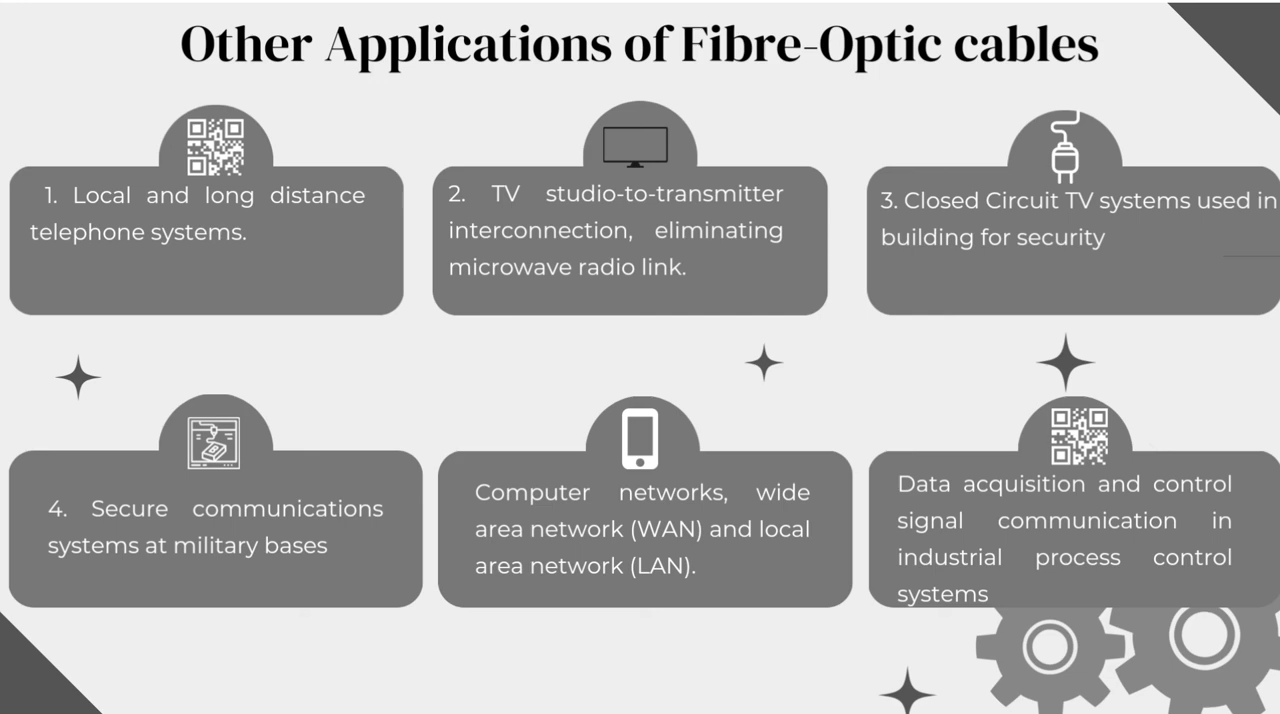 Other Applications of Fibre-Optic cables
1. Local and long distance
telephone systems.
2. TV studio-to-transmitter
interconnection, eliminating
microwave radio link.
3. Closed Circuit TV systems used in
building for security
4. Secure communications
systems at military bases
Computer networks, wide
area network (WAN) and local
area network (LAN).
Data acquisition and control
signal communication in
industrial process control
systems